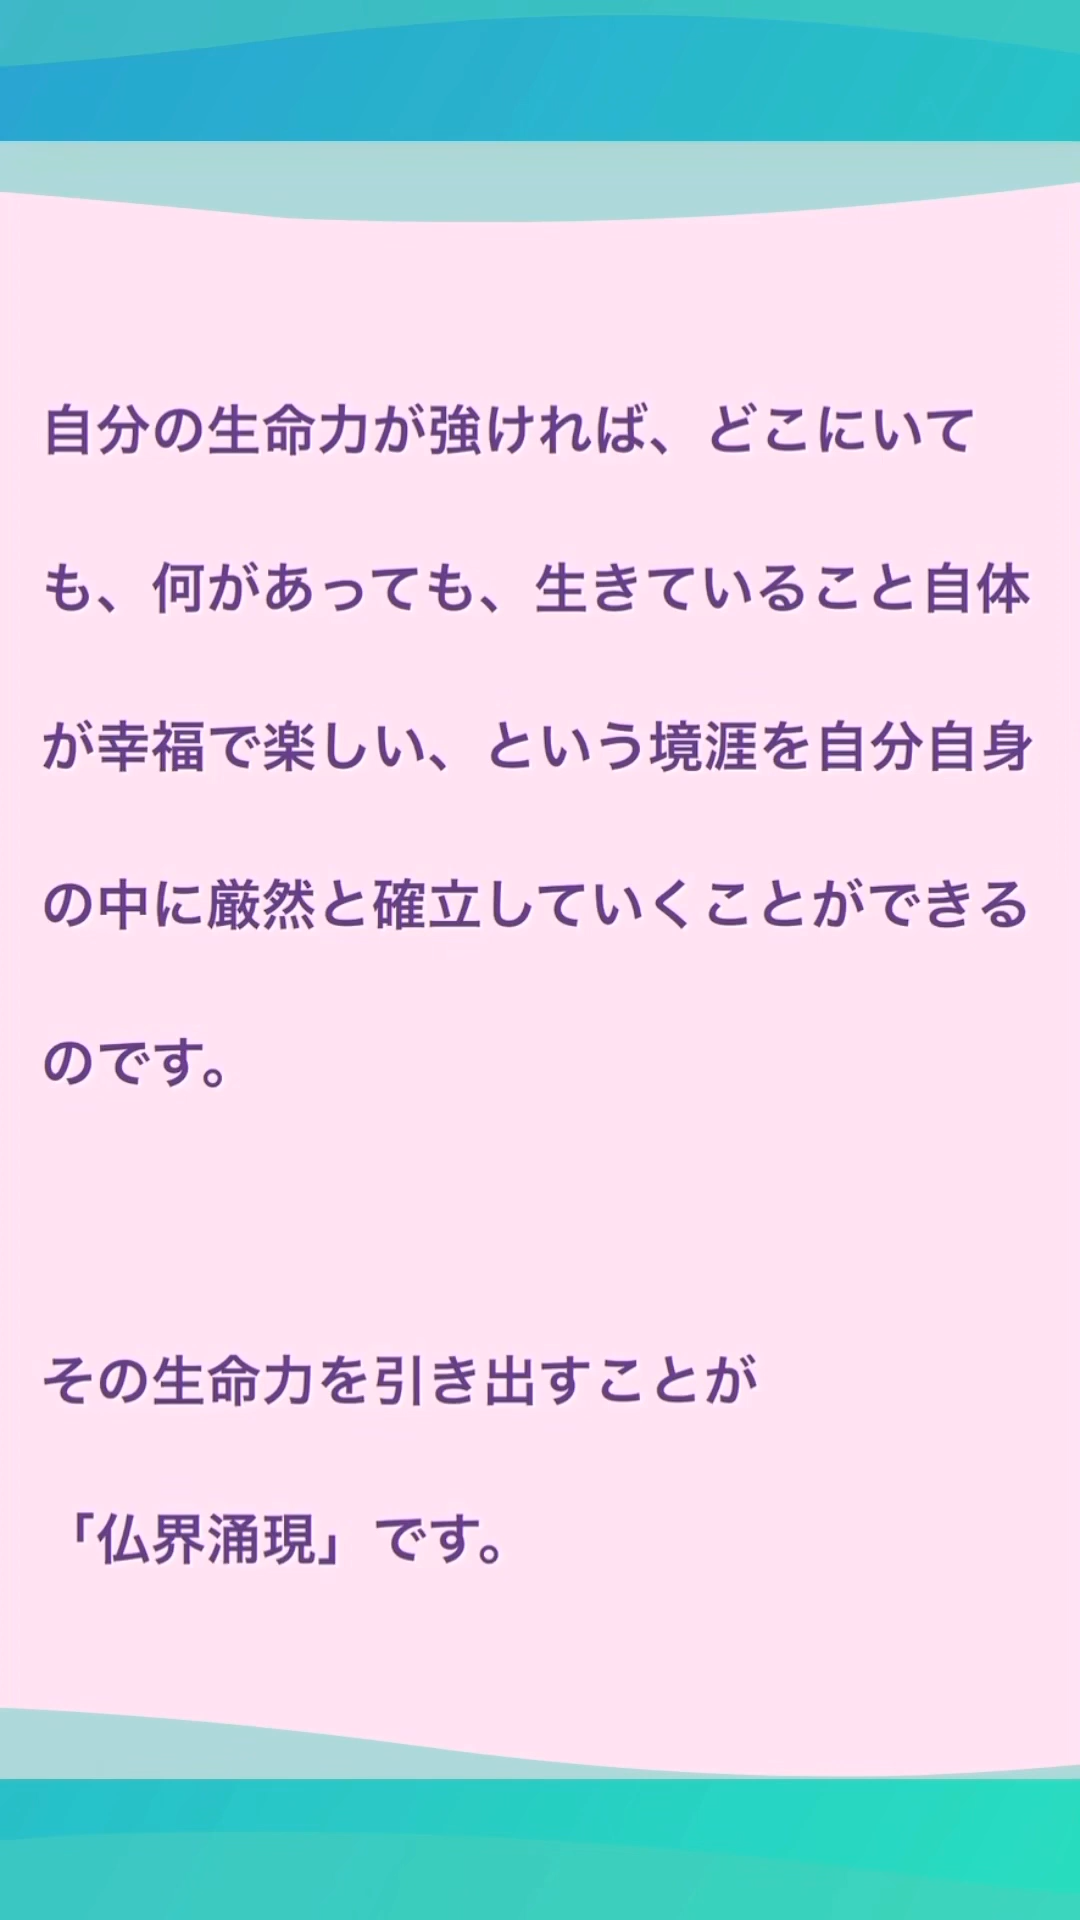 自分の生命力が強ければ、どこにいて
も、何があっても、生きていること自体
が幸福で楽しい、という境涯を自分自身
の中に厳然と確立していくことができる
のです。
その生命力を引き出すことが
「仏界涌現」です。